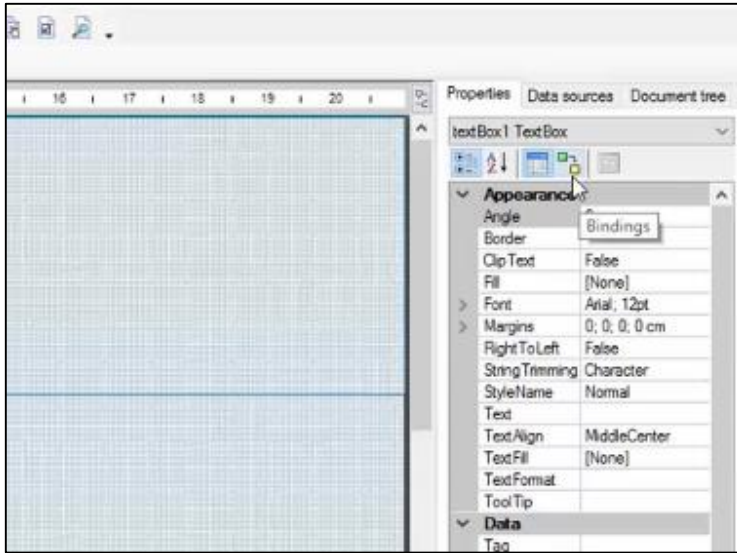 16 17 18 19 20
Properties Data sources Document tree
textBox1 TextBox
Appearance
Angle
Bindings
Border
ClipText False
Fill [None]
Font Arial; 12pt
Margins 0; 0; 0; 0 cm
RightToLeft False
StringTrimming Character
StyleName Normal
Text
TextAlign MiddleCenter
TextFill [None]
TextFormat
ToolTip
Data
Tag